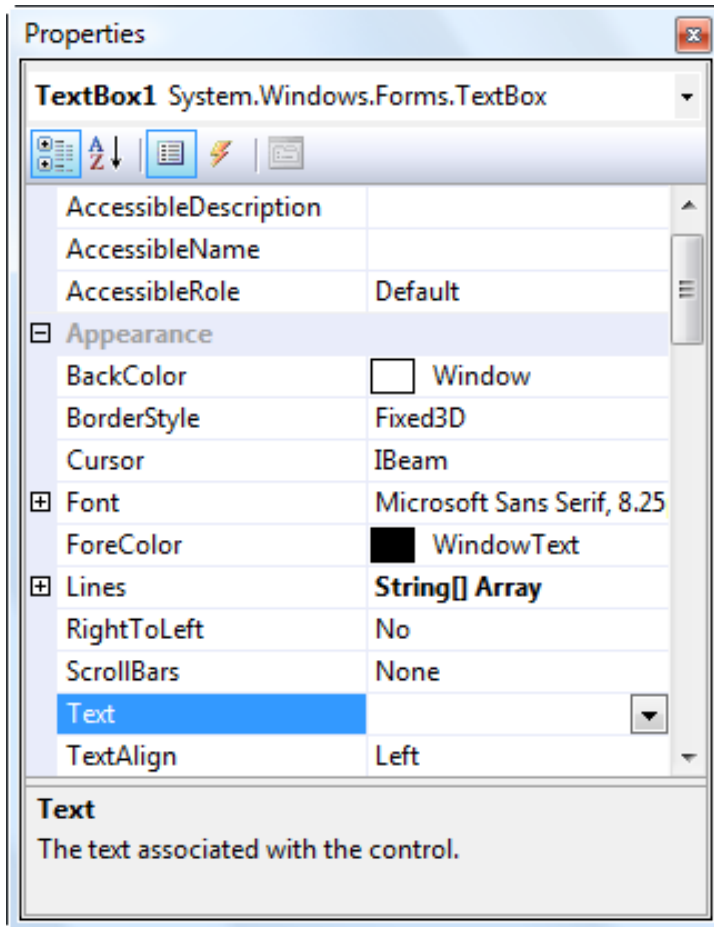 Properties
TextBox1 System.Windows.Forms.TextBox
A Z
AccessibleDescription
AccessibleName
AccessibleRole Default
Appearance
BackColor Window
BorderStyle Fixed3D
Cursor IBeam
Font Microsoft Sans Serif, 8.25
ForeColor WindowText
Lines String[] Array
RightToLeft No
ScrollBars None
Text
TextAlign Left
Text
The text associated with the control.